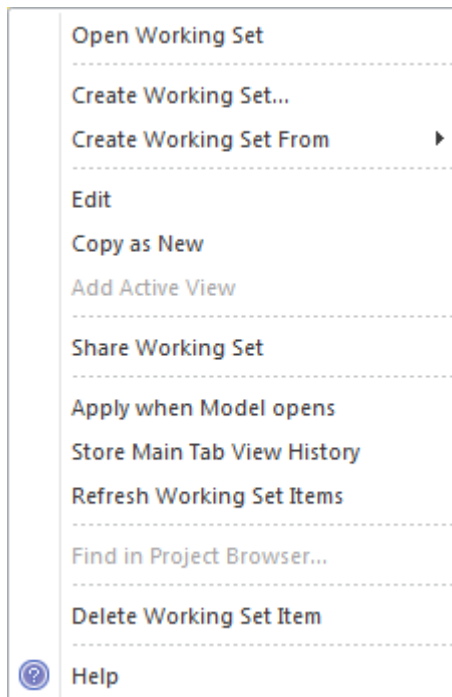 Open Working Set
Create Working Set...
Create Working Set From
Edit
Copy as New
Add Active View
Share Working Set
Apply when Model opens
Store Main Tab View History
Refresh Working Set Items
Find in Project Browser...
Delete Working Set Item
? Help